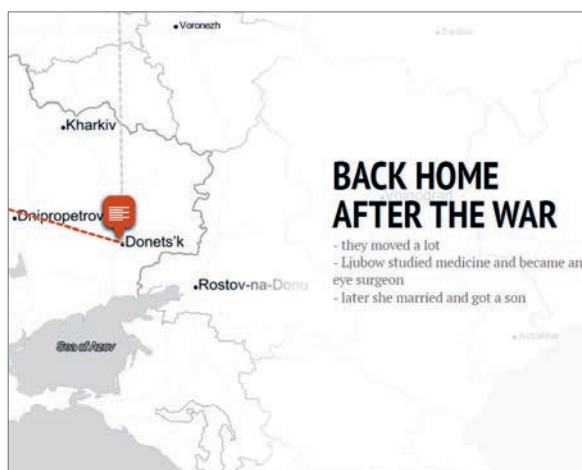 Voronezh
Kharkiv
BACK HOME
AFTER THE WAR
Dnipropetrov
- they moved a lot
Donets'k
- Ljubow studied medicine and became an
eye surgeon
Rostov-na-Donu
- later she married and got a son
Sea of Azov